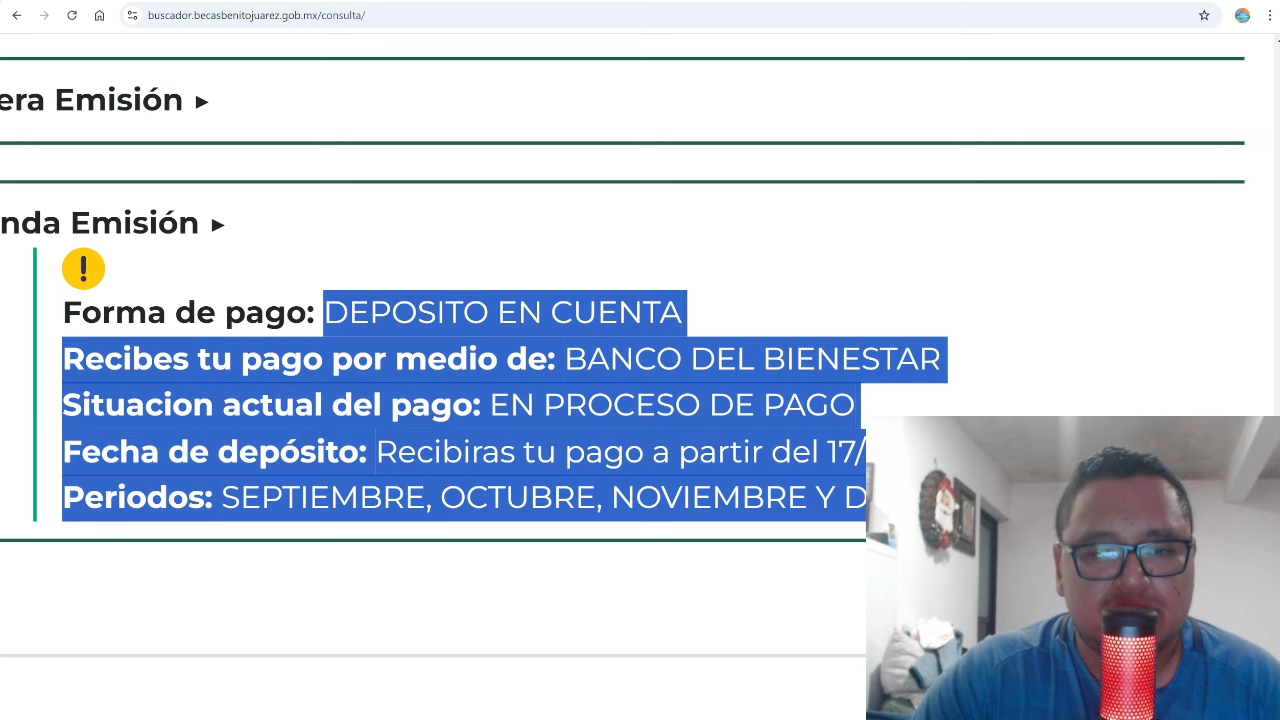 buscador.becasbenitojuarez.gob.mx/consulta/
era Emisión ►
nda Emisión ►
Forma de pago: DEPOSITO EN CUENTA
Recibes tu pago por medio de: BANCO DEL BIENESTAR
Situacion actual del pago: EN PROCESO DE PAGO
Fecha de depósito: Recibiras tu pago a partir del 17/
Periodos: SEPTIEMBRE, OCTUBRE, NOVIEMBRE Y D